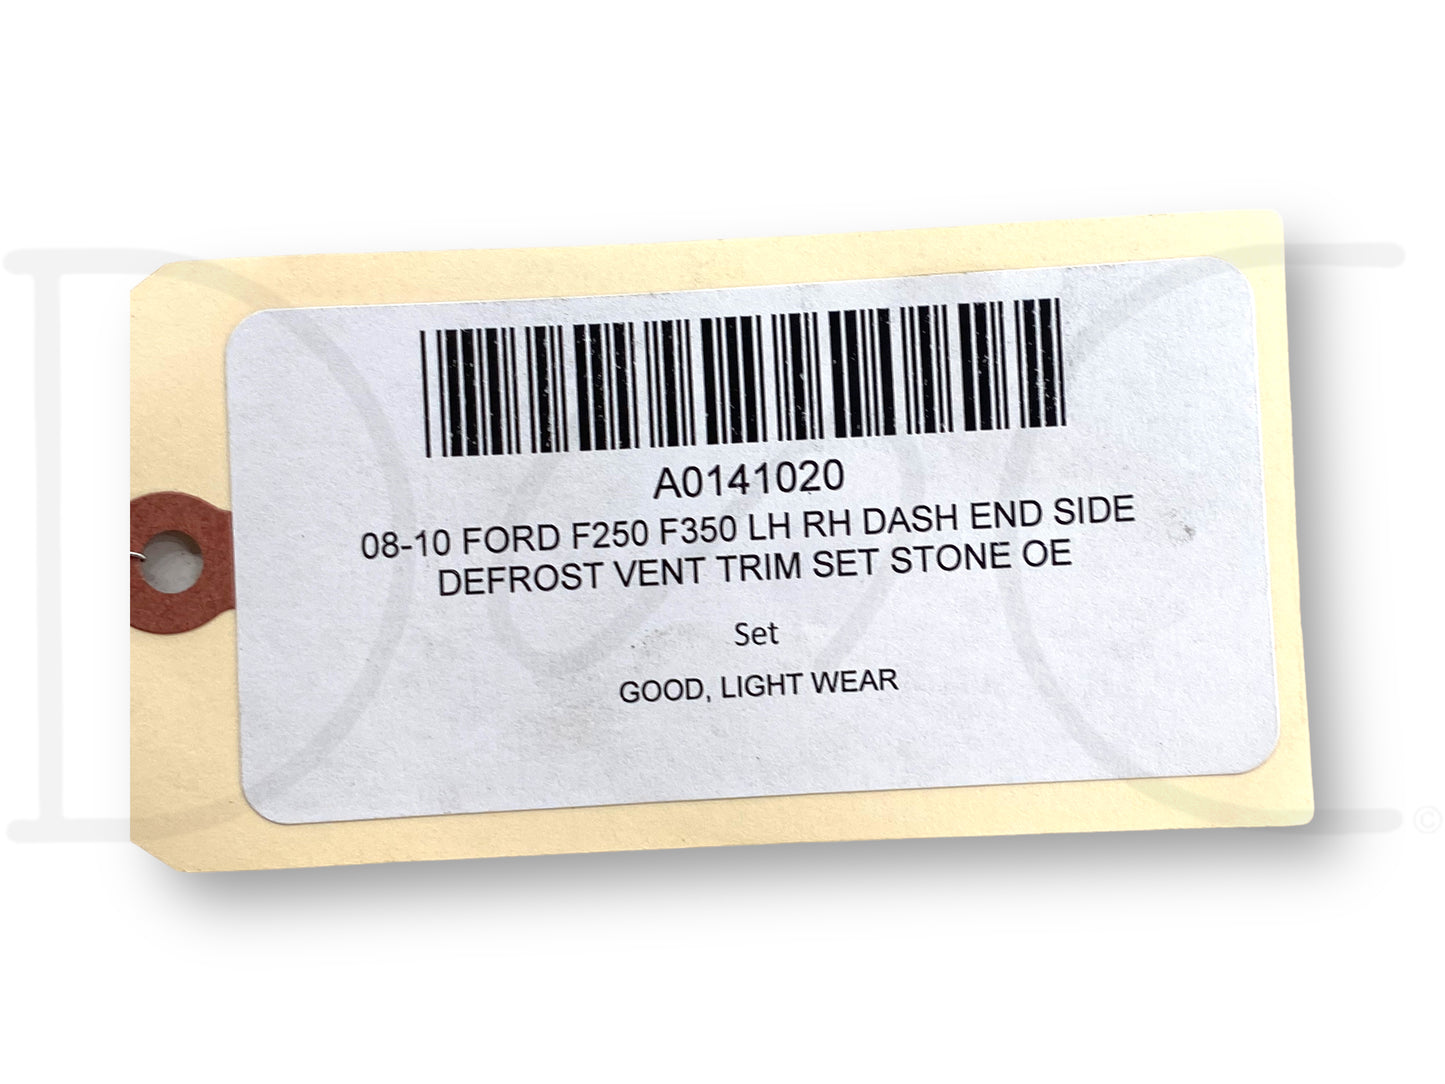 A0141020
08-10 FORD F250 F350 LH RH DASH END SIDE
DEFROST VENT TRIM SET STONE OE
Set
GOOD, LIGHT WEAR
©